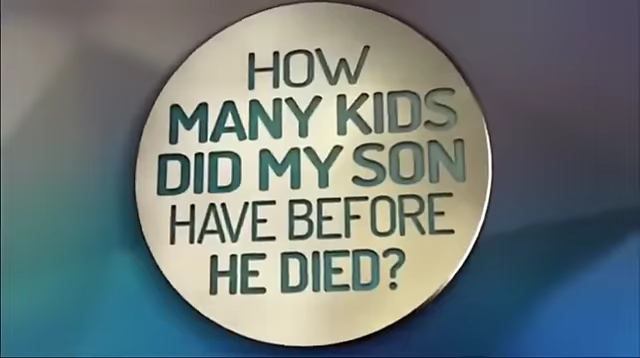 HOW
MANY KIDS
DID MY SON
HAVE BEFORE
HE DIED?